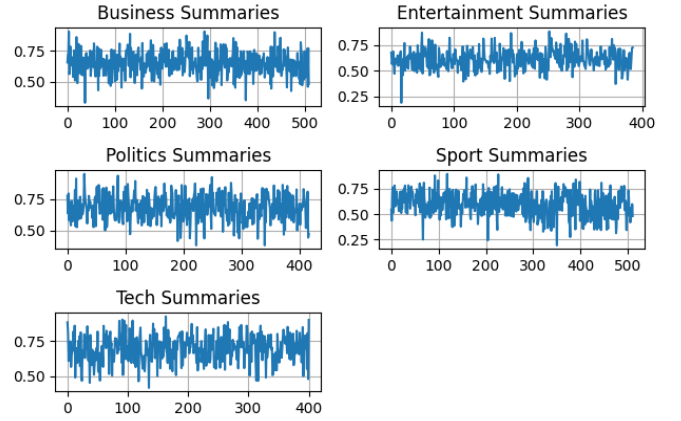 Business Summaries
0.75
0.50
0 100 200 300 400 500
Entertainment Summaries
0.75
0.50
0.25
0 100 200 300 400
Politics Summaries
0.75
0.50
0 100 200 300 400
Sport Summaries
0.75
0.50
0.25
0 100 200 300 400 500
Tech Summaries
0.75
0.50
0 100 200 300 400